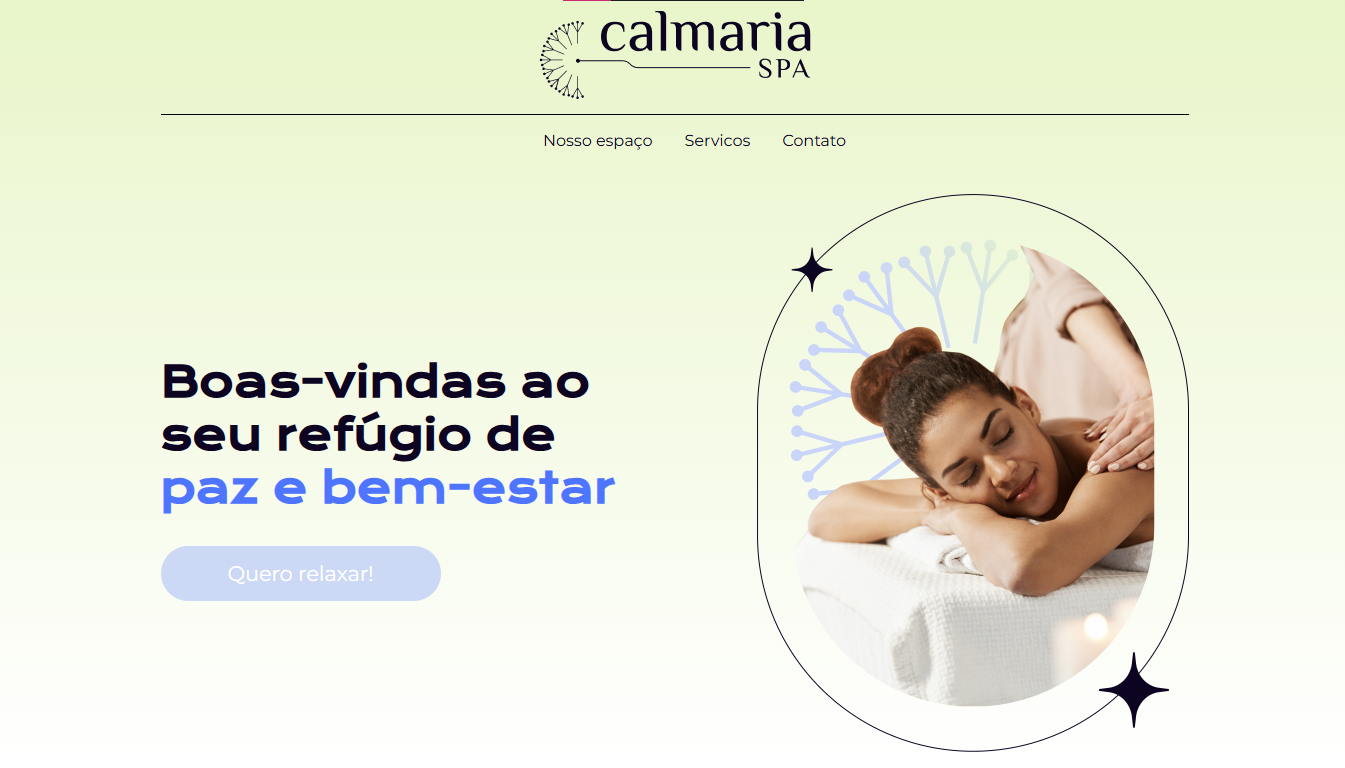 calmaria
SPA
Nosso espaço Servicos Contato
Boas-vindas ao
seu refúgio de
paz e bem-estar
Quero relaxar!